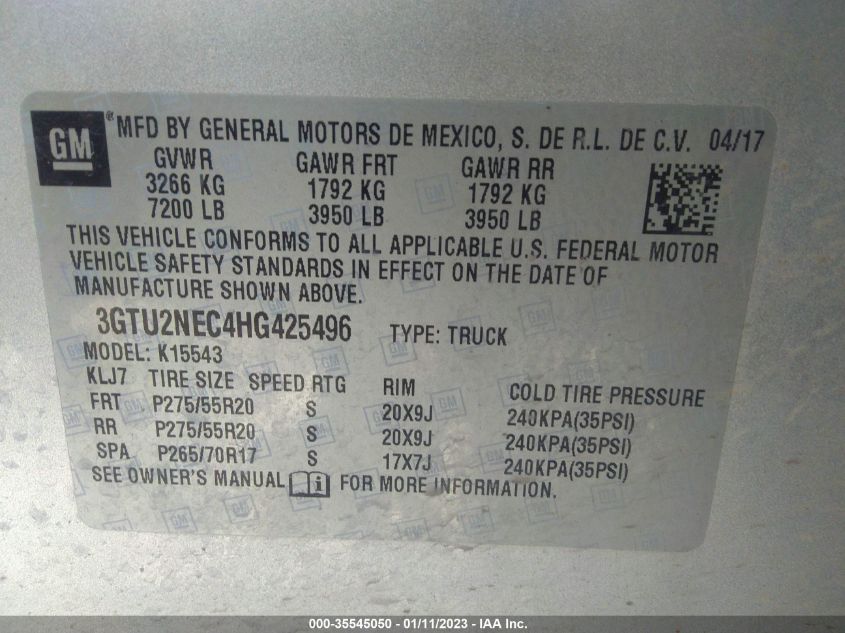 GM ® MFD BY GENERAL MOTORS DE MEXICO, S. DE R.L. DE C.V. 04/17
GVWR GAWR FRT GAWR RR
3266 KG 1792 KG 1792 KG
7200 LB 3950 LB 3950 LB
THIS VEHICLE CONFORMS TO ALL APPLICABLE U.S. FEDERAL MOTOR
VEHICLE SAFETY STANDARDS IN EFFECT ON THE DATE OF
MANUFACTURE SHOWN ABOVE.
3GTU2NEC4HG425496 TYPE: TRUCK
MODEL: K15543
KLJ7 TIRE SIZE SPEED RTG RIM COLD TIRE PRESSURE
FRT P275/55R20 S 20X9J 240KPA(35PSI)
RR P275/55R20 S 20X9J 240KPA(35PSI)
SPA P265/70R17 S 17X7J 240KPA(35PSI)
SEE OWNER'S MANUAL i FOR MORE INFORMATION.
000-35545050 - 01/11/2023 - IAA Inc.